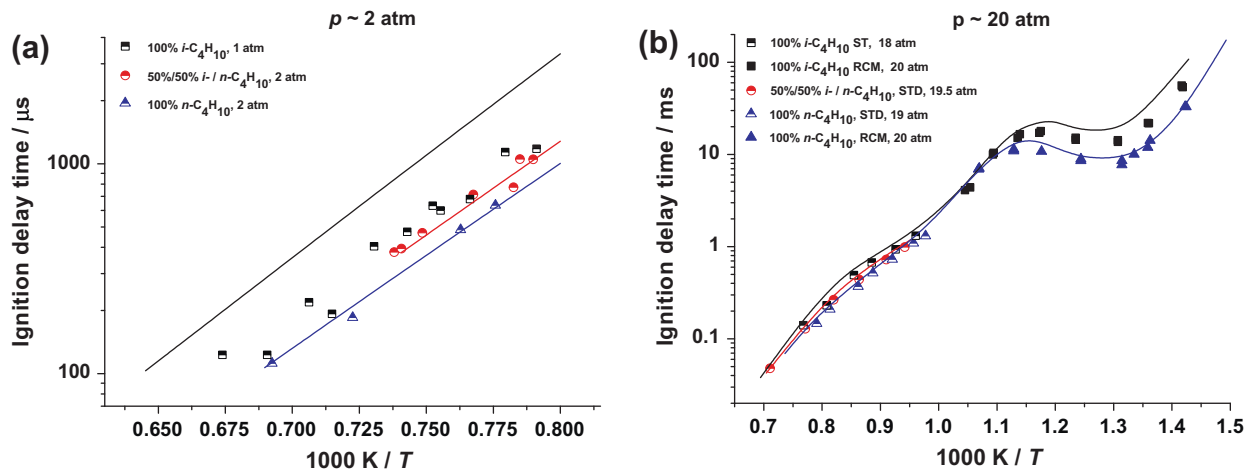 p ~ 2 atm
(a)
100% i-C₄H₁₀, 1 atm
50%/50% i- / n-C₄H₁₀, 2 atm
100% n-C₄H₁₀, 2 atm
Ignition delay time / μs
1000
100
0.650 0.675 0.700 0.725 0.750 0.775 0.800
1000 K / T
p ~ 20 atm
(b)
100% i-C₄H₁₀ ST, 18 atm
100% i-C₄H₁₀ RCM, 20 atm
50%/50% i- / n-C₄H₁₀, STD, 19.5 atm
100% n-C₄H₁₀, STD, 19 atm
100% n-C₄H₁₀, RCM, 20 atm
Ignition delay time / ms
100
10
1
0.1
0.7 0.8 0.9 1.0 1.1 1.2 1.3 1.4 1.5
1000 K / T